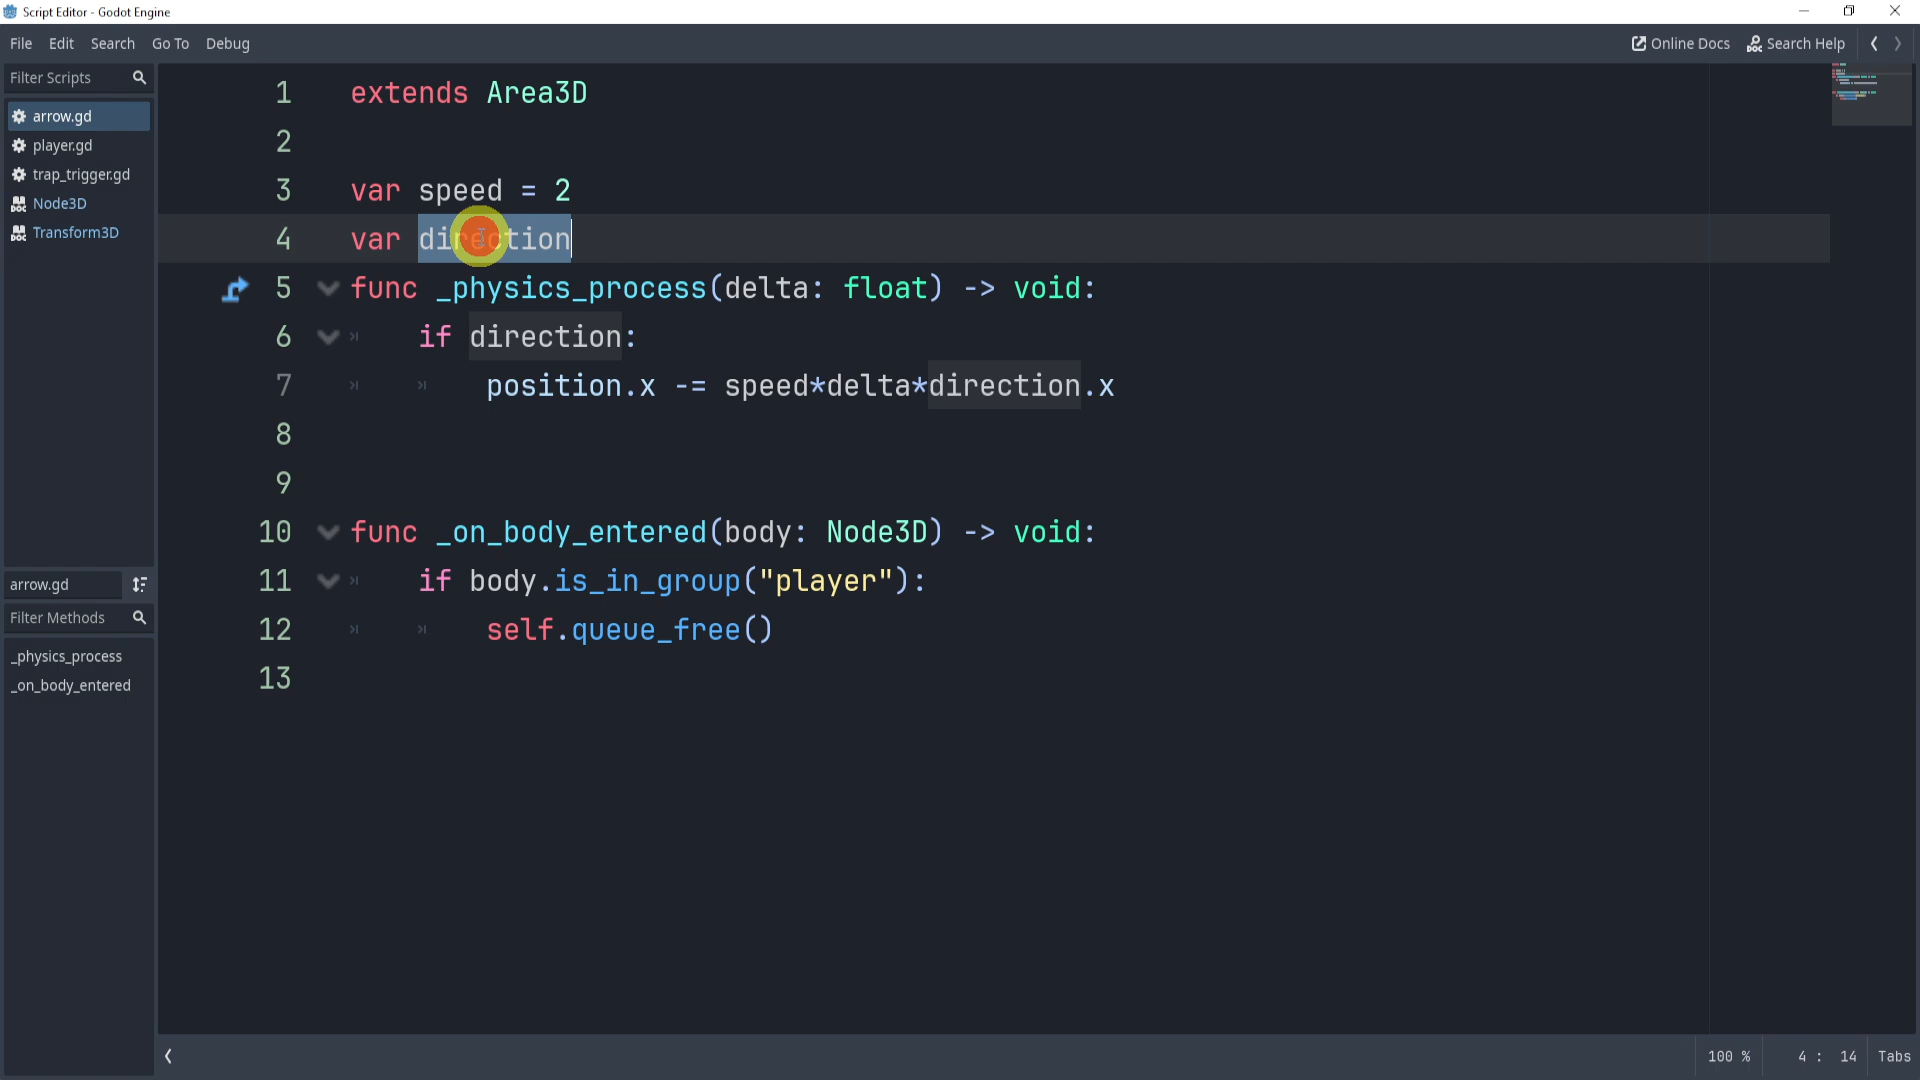 Script Editor - Godot Engine
File Edit Search Go To Debug
Online Docs Search Help
Filter Scripts
arrow.gd
player.gd
trap_trigger.gd
Node3D
Transform3D
arrow.gd
Filter Methods
_physics_process
_on_body_entered
1 extends Area3D
2
3 var speed = 2
4 var direction
5 func _physics_process(delta: float) -> void:
6 if direction:
7 position.x -= speed*delta*direction.x
8
9
10 func _on_body_entered(body: Node3D) -> void:
11 if body.is_in_group("player"):
12 self.queue_free()
13
100 % 4 : 14 Tabs